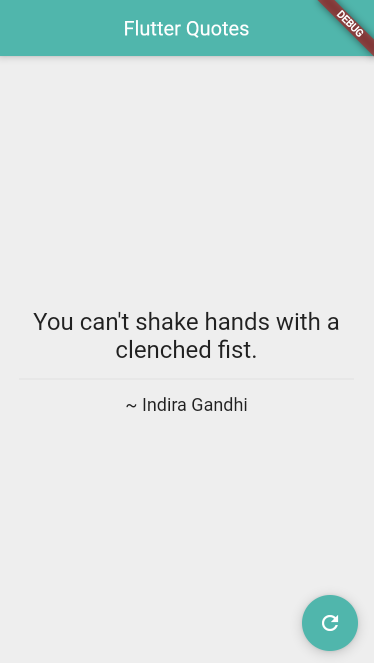 Flutter Quotes
DEBUG
You can't shake hands with a
clenched fist.
~ Indira Gandhi